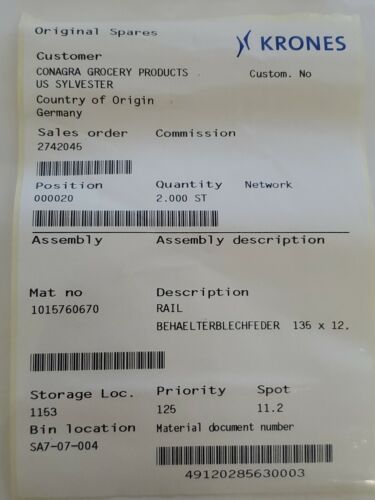 Original Spares
KRONES
Customer
CONAGRA GROCERY PRODUCTS Custom. No
US SYLVESTER
Country of Origin
Germany
Sales order Commission
2742045
Position Quantity Network
000020 2.000 ST
Assembly Assembly description
Mat no Description
1015760670 RAIL
BEHAELTERBLECHFEDER 135 x 12.
Storage Loc. Priority Spot
1153 125 11.2
Bin location Material document number
SA7-07-004
49120285630003